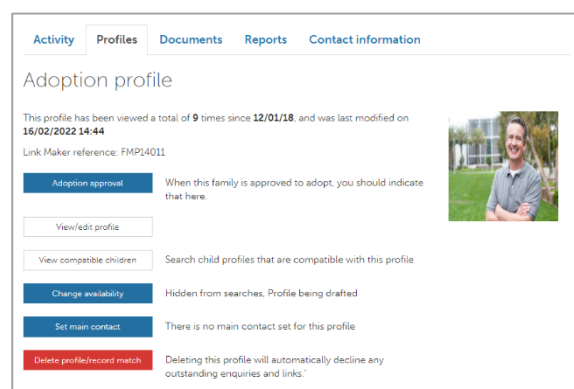 Activity Profiles Documents Reports Contact information
Adoption profile
This profile has been viewed a total of 9 times since 12/01/18, and was last modified on
16/02/2022 14:44
Link Maker reference: FMP14011
Adoption approval When this family is approved to adopt, you should indicate
that here.
View/edit profile
View compatible children Search child profiles that are compatible with this profile
Change availability Hidden from searches, Profile being drafted
Set main contact There is no main contact set for this profile
Delete profile/record match Deleting this profile will automatically decline any
outstanding enquiries and links.'